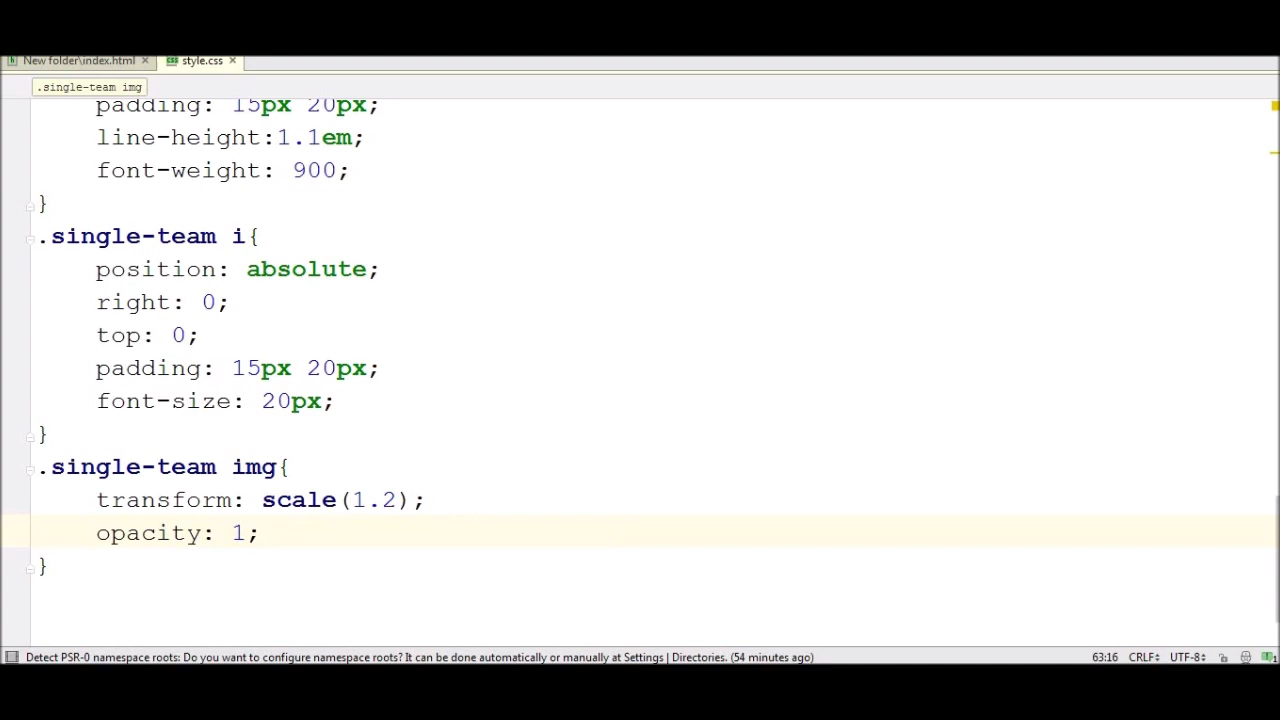 New folder\index.html
style.css
.single-team img
padding: 15px 20px;
line-height:1.1em;
font-weight: 900;
}
.single-team i{
position: absolute;
right: 0;
top: 0;
padding: 15px 20px;
font-size: 20px;
}
.single-team img{
transform: scale(1.2);
opacity: 1;
}
Detect PSR-0 namespace roots: Do you want to configure namespace roots? It can be done automatically or manually at Settings | Directories. (54 minutes ago)
63:16 CRLF UTF-8